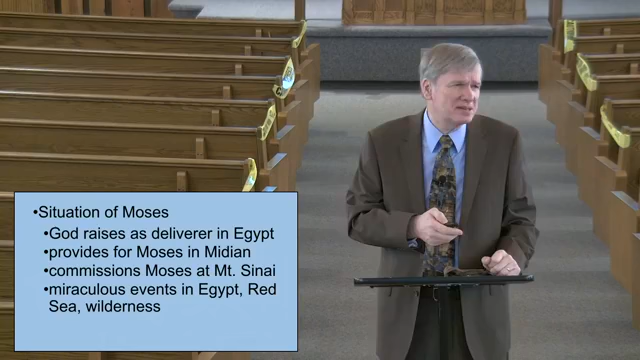 •Situation of Moses
•God raises as deliverer in Egypt
•provides for Moses in Midian
•commissions Moses at Mt. Sinai
•miraculous events in Egypt, Red
Sea, wilderness